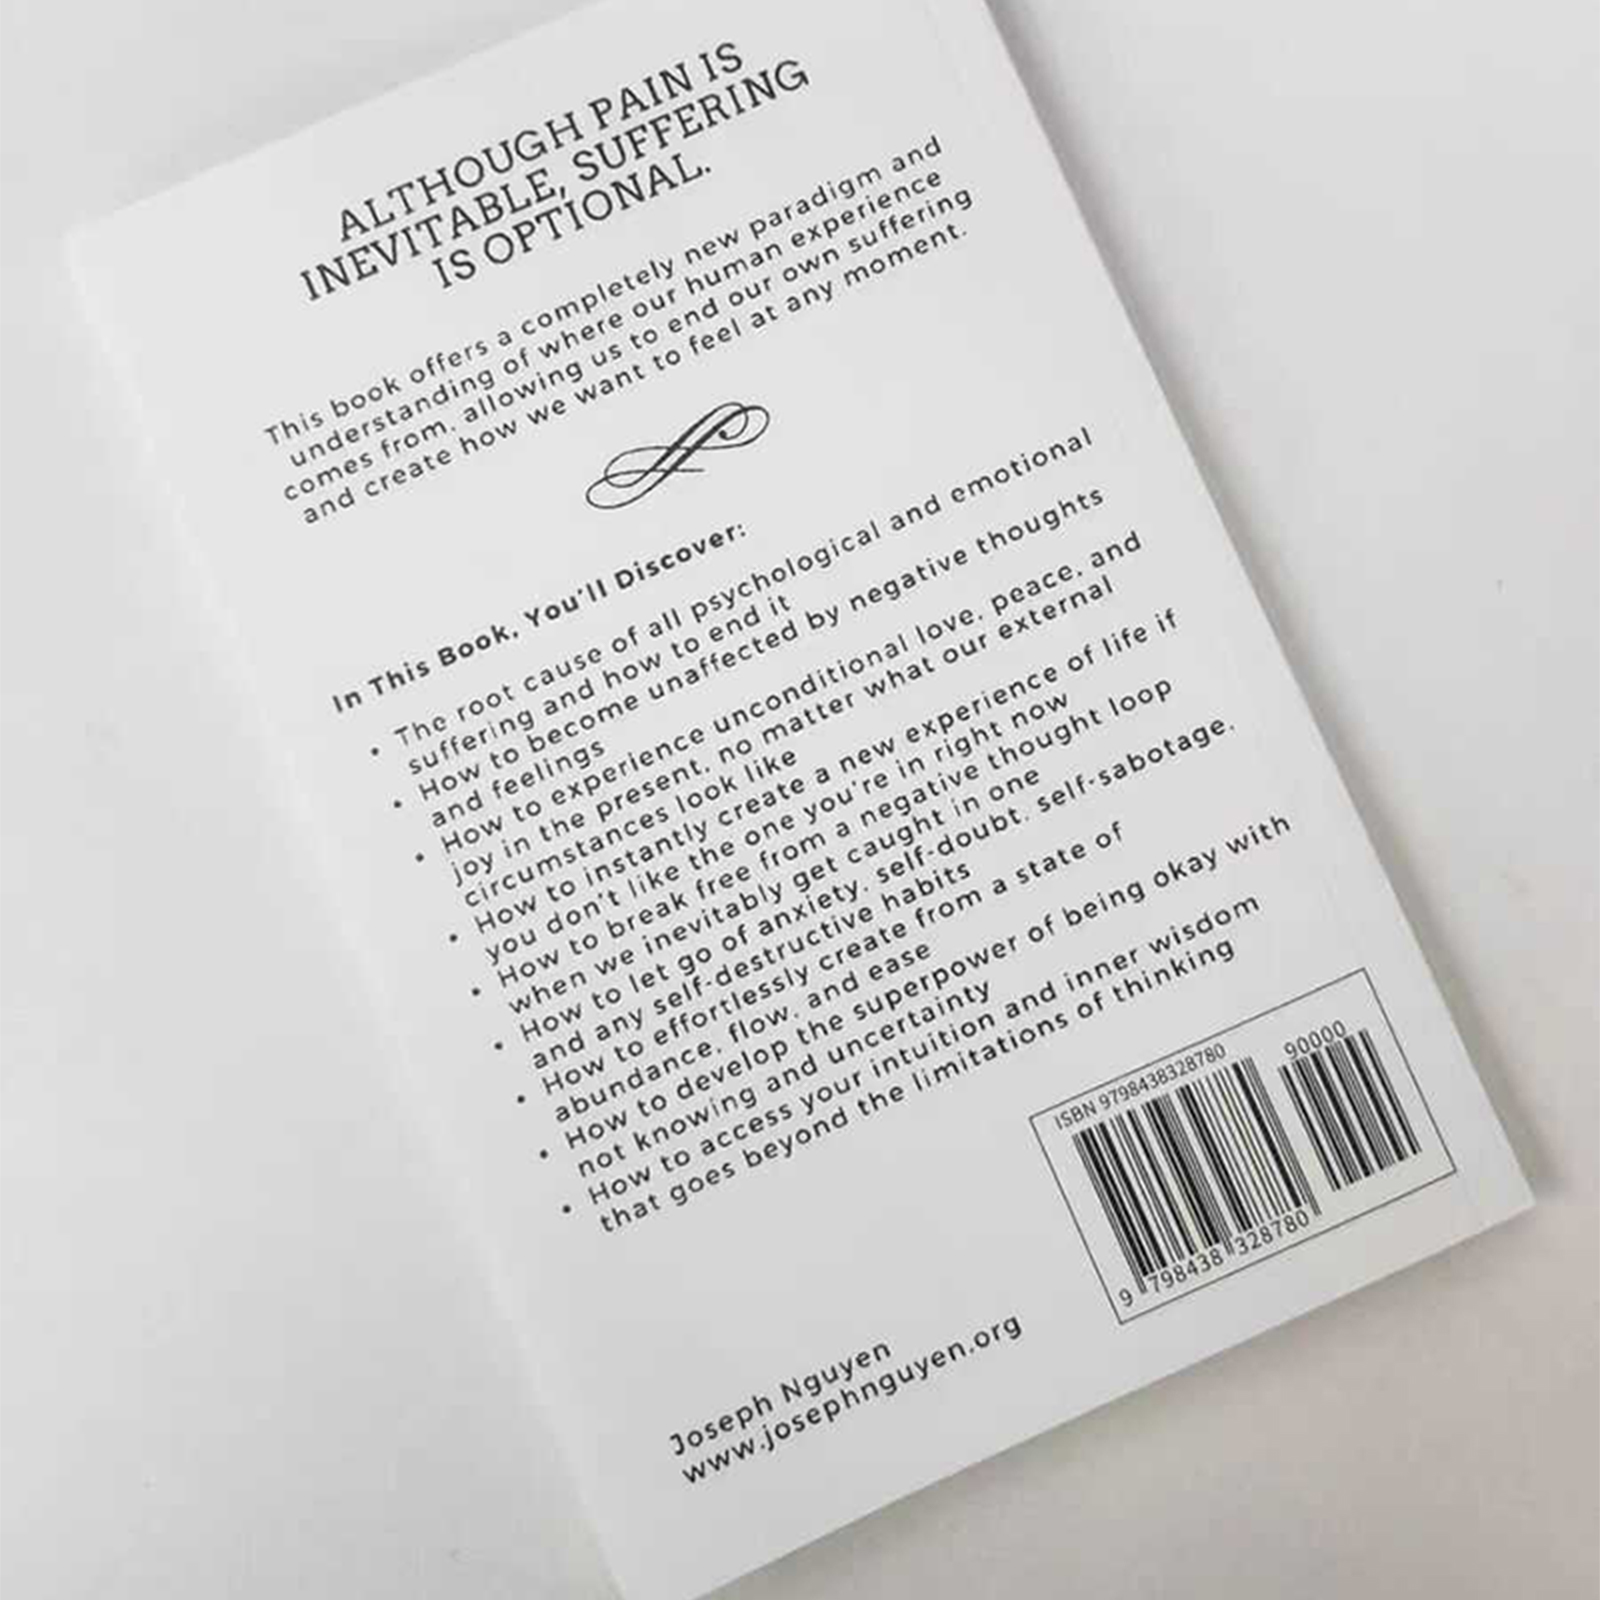 ALTHOUGH PAIN IS
INEVITABLE, SUFFERING
IS OPTIONAL.
This book offers a completely new paradigm and
understanding of where our human experience
comes from, allowing us to end our own suffering
and create how we want to feel at any moment.
In This Book, You'll Discover:
• The root cause of all psychological and emotional
suffering and how to end it
• How to become unaffected by negative thoughts
and feelings
• How to experience unconditional love, peace, and
joy in the present, no matter what our external
circumstances look like
• How to instantly create a new experience of life if
you don't like the one you're in right now
• How to break free from a negative thought loop
when we inevitably get caught in one
• How to let go of anxiety, self-doubt, self-sabotage,
and any self-destructive habits
• How to effortlessly create from a state of
abundance, flow, and ease
• How to develop the superpower of being okay with
not knowing and uncertainty
• How to access your intuition and inner wisdom
that goes beyond the limitations of thinking
ISBN 9798438328780
90000
9 798438 328780
Joseph Nguyen
www.josephnguyen.org